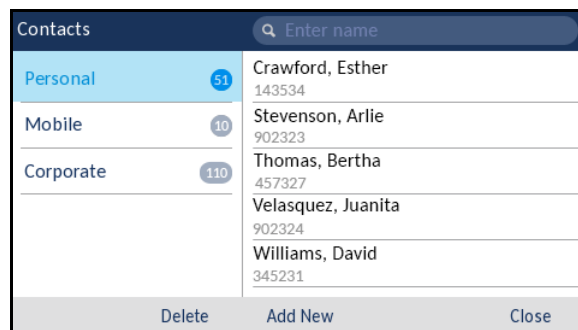 Contacts
Enter name
Personal 51
Mobile 10
Corporate 110
Crawford, Esther
143534
Stevenson, Arlie
902323
Thomas, Bertha
457327
Velasquez, Juanita
902324
Williams, David
345231
Delete Add New Close